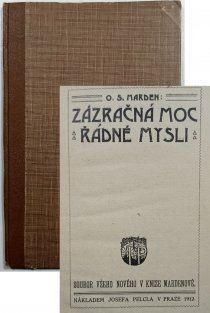 O. S. MARDEN:
ZÁZRAČNÁ MOC
ŘÁDNÉ MYSLI
SOUBOR VŠEHO NOVÉHO V KNIZE MARDENOVĚ.
NÁKLADEM JOSEFA PELCLA V PRAZE 1912.